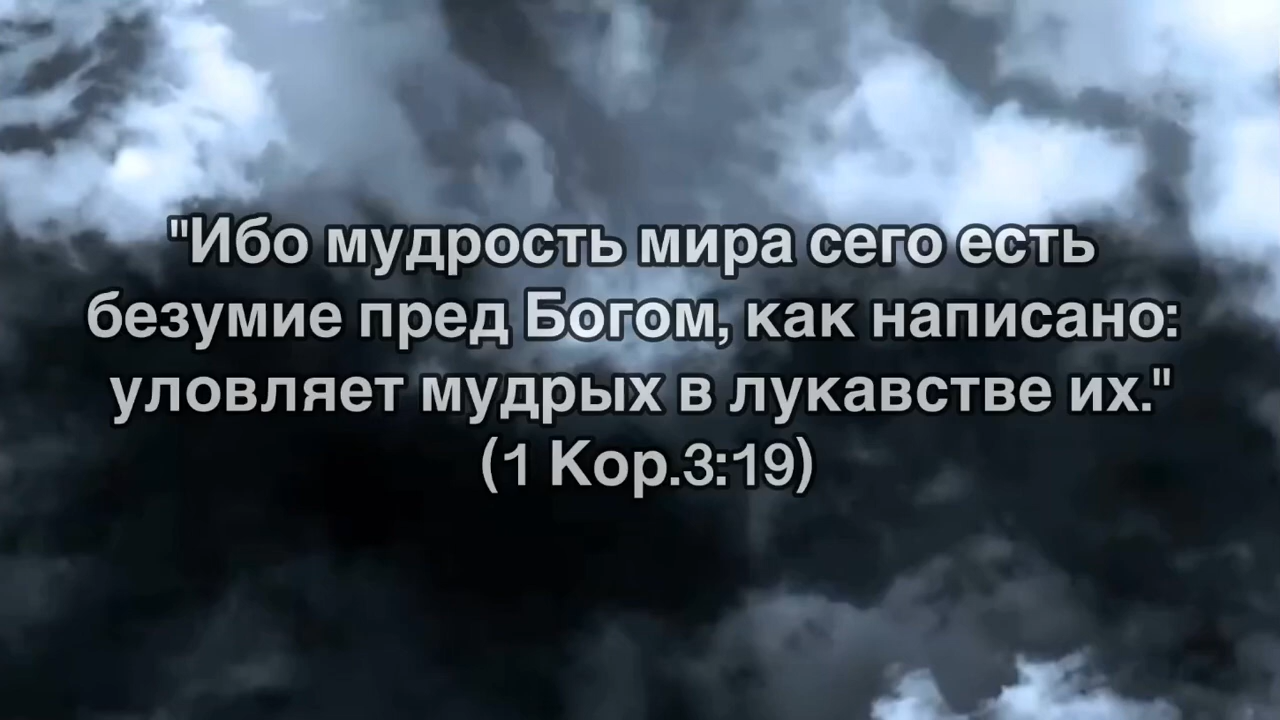 "Ибо мудрость мира сего есть
безумие пред Богом, как написано:
уловляет мудрых в лукавстве их."
(1 Кор.3:19)